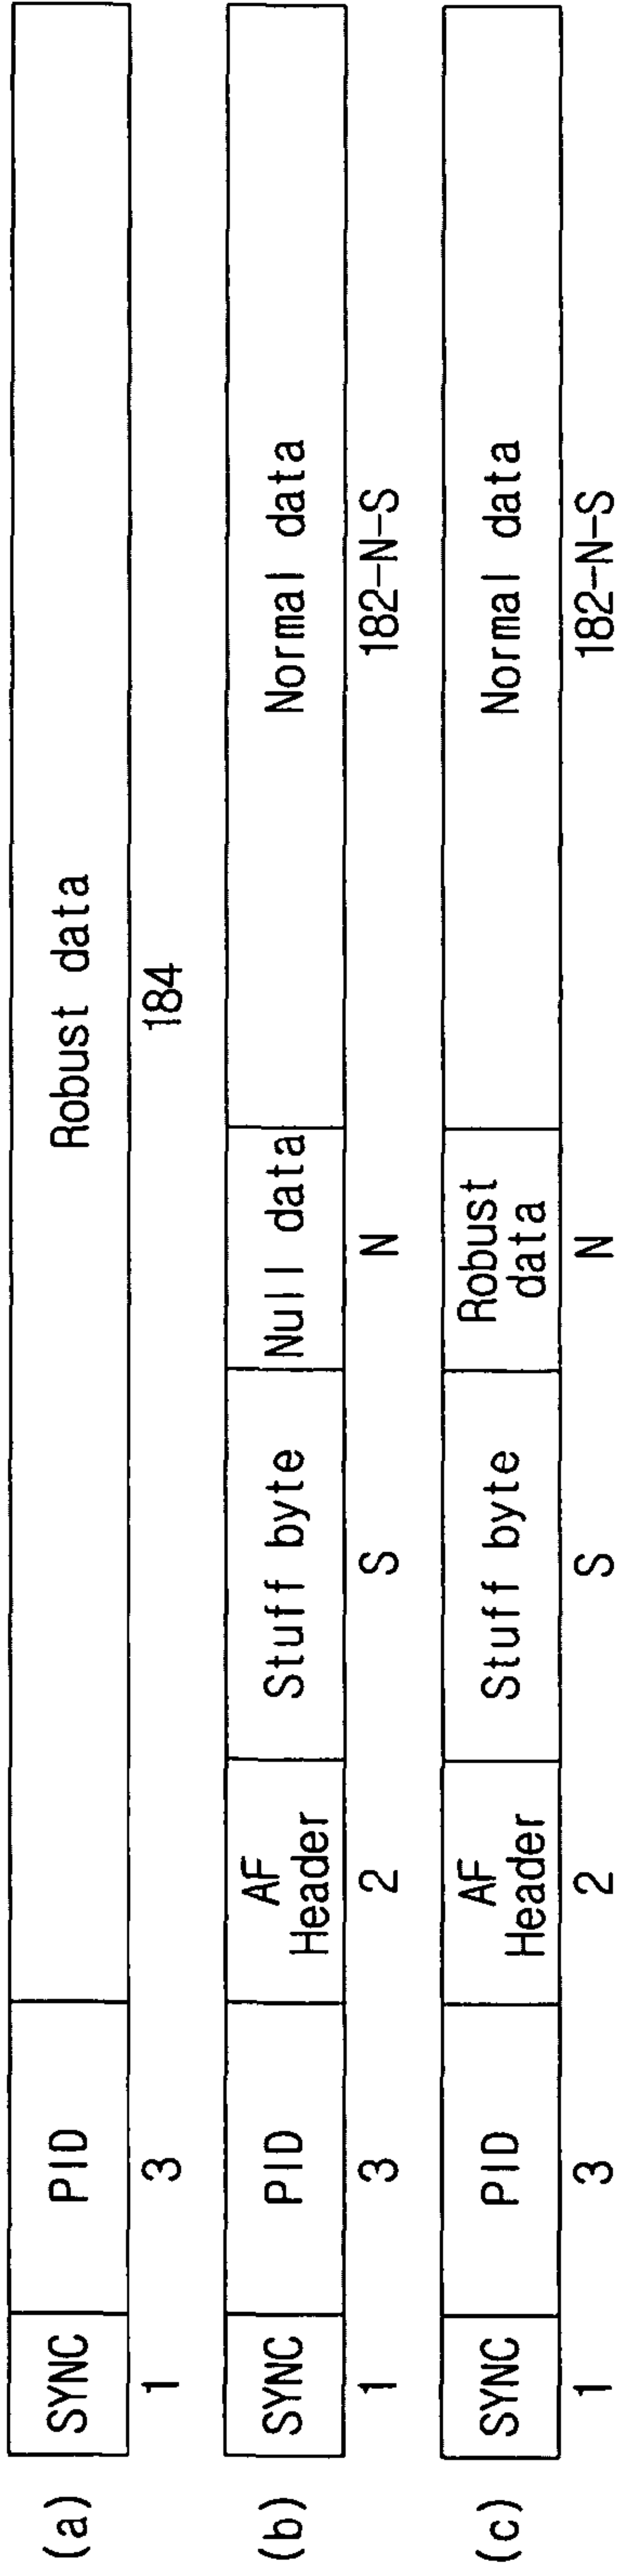 (a) SYNC PID Robust data
1 3 184
(b) SYNC PID AF Header Stuff byte Null data Normal data
1 3 2 S N 182-N-S
(c) SYNC PID AF Header Stuff byte Robust data Normal data
1 3 2 S N 182-N-S